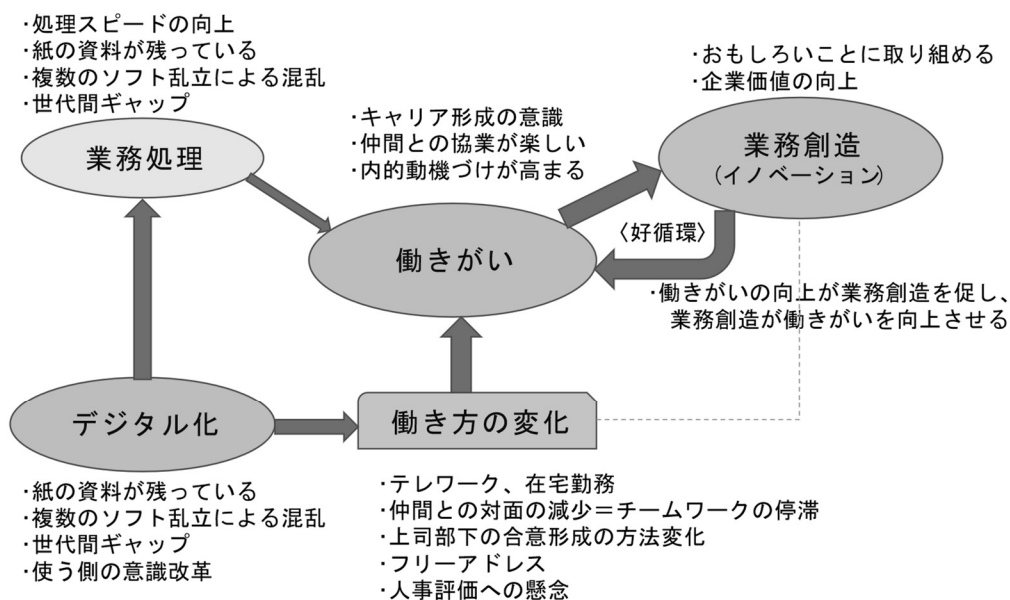 ・処理スピードの向上
・紙の資料が残っている
・複数のソフト乱立による混乱
・世代間ギャップ
業務処理
・キャリア形成の意識
・仲間との協業が楽しい
・内的動機づけが高まる
働きがい
・おもしろいことに取り組める
・企業価値の向上
業務創造
(イノベーション)
〈好循環〉
・働きがいの向上が業務創造を促し、
業務創造が働きがいを向上させる
デジタル化
・紙の資料が残っている
・複数のソフト乱立による混乱
・世代間ギャップ
・使う側の意識改革
働き方の変化
・テレワーク、在宅勤務
・仲間との対面の減少＝チームワークの停滞
・上司部下の合意形成の方法変化
・フリーアドレス
・人事評価への懸念